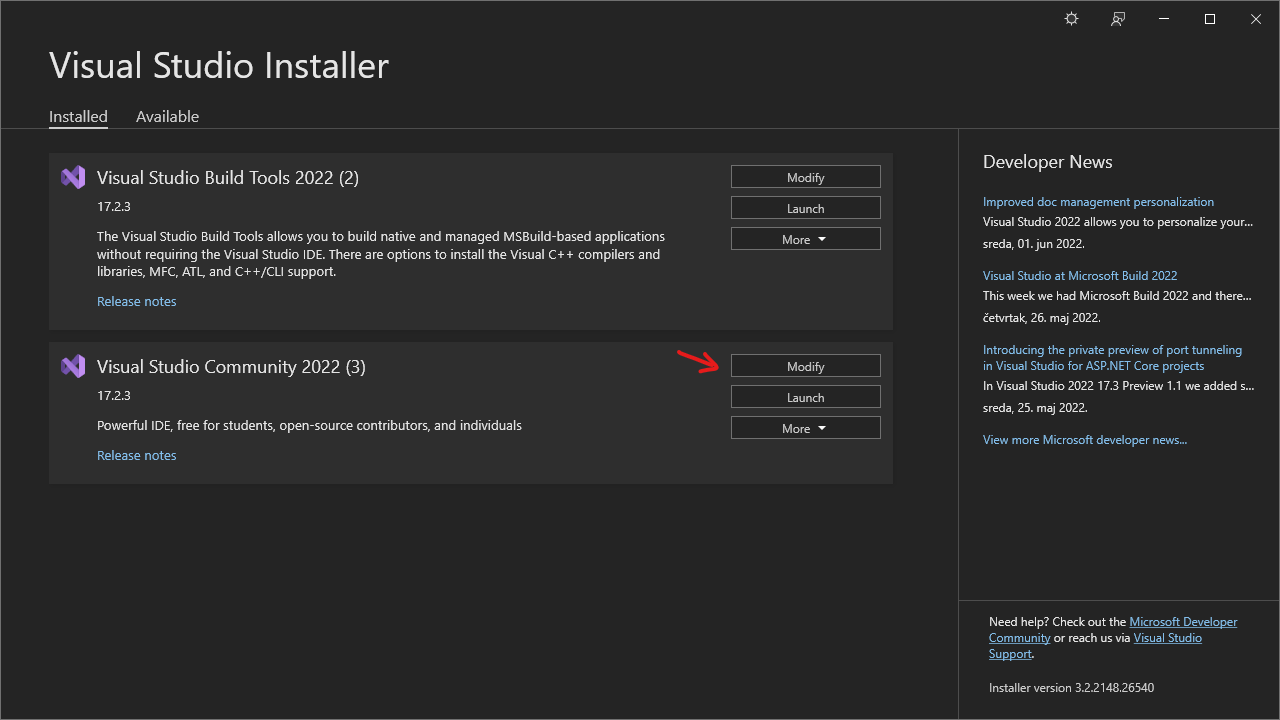 Visual Studio Installer
Installed
Available
Visual Studio Build Tools 2022 (2)
17.2.3
The Visual Studio Build Tools allows you to build native and managed MSBuild-based applications
without requiring the Visual Studio IDE. There are options to install the Visual C++ compilers and
libraries, MFC, ATL, and C++/CLI support.
Release notes
Modify
Launch
More
Visual Studio Community 2022 (3)
17.2.3
Powerful IDE, free for students, open-source contributors, and individuals
Release notes
Modify
Launch
More
Developer News
Improved doc management personalization
Visual Studio 2022 allows you to personalize your...
sreda, 01. jun 2022.
Visual Studio at Microsoft Build 2022
This week we had Microsoft Build 2022 and there...
četvrtak, 26. maj 2022.
Introducing the private preview of port tunneling
in Visual Studio for ASP.NET Core projects
In Visual Studio 2022 17.3 Preview 1.1 we added s...
sreda, 25. maj 2022.
View more Microsoft developer news...
Need help? Check out the Microsoft Developer
Community or reach us via Visual Studio
Support.
Installer version 3.2.2148.26540